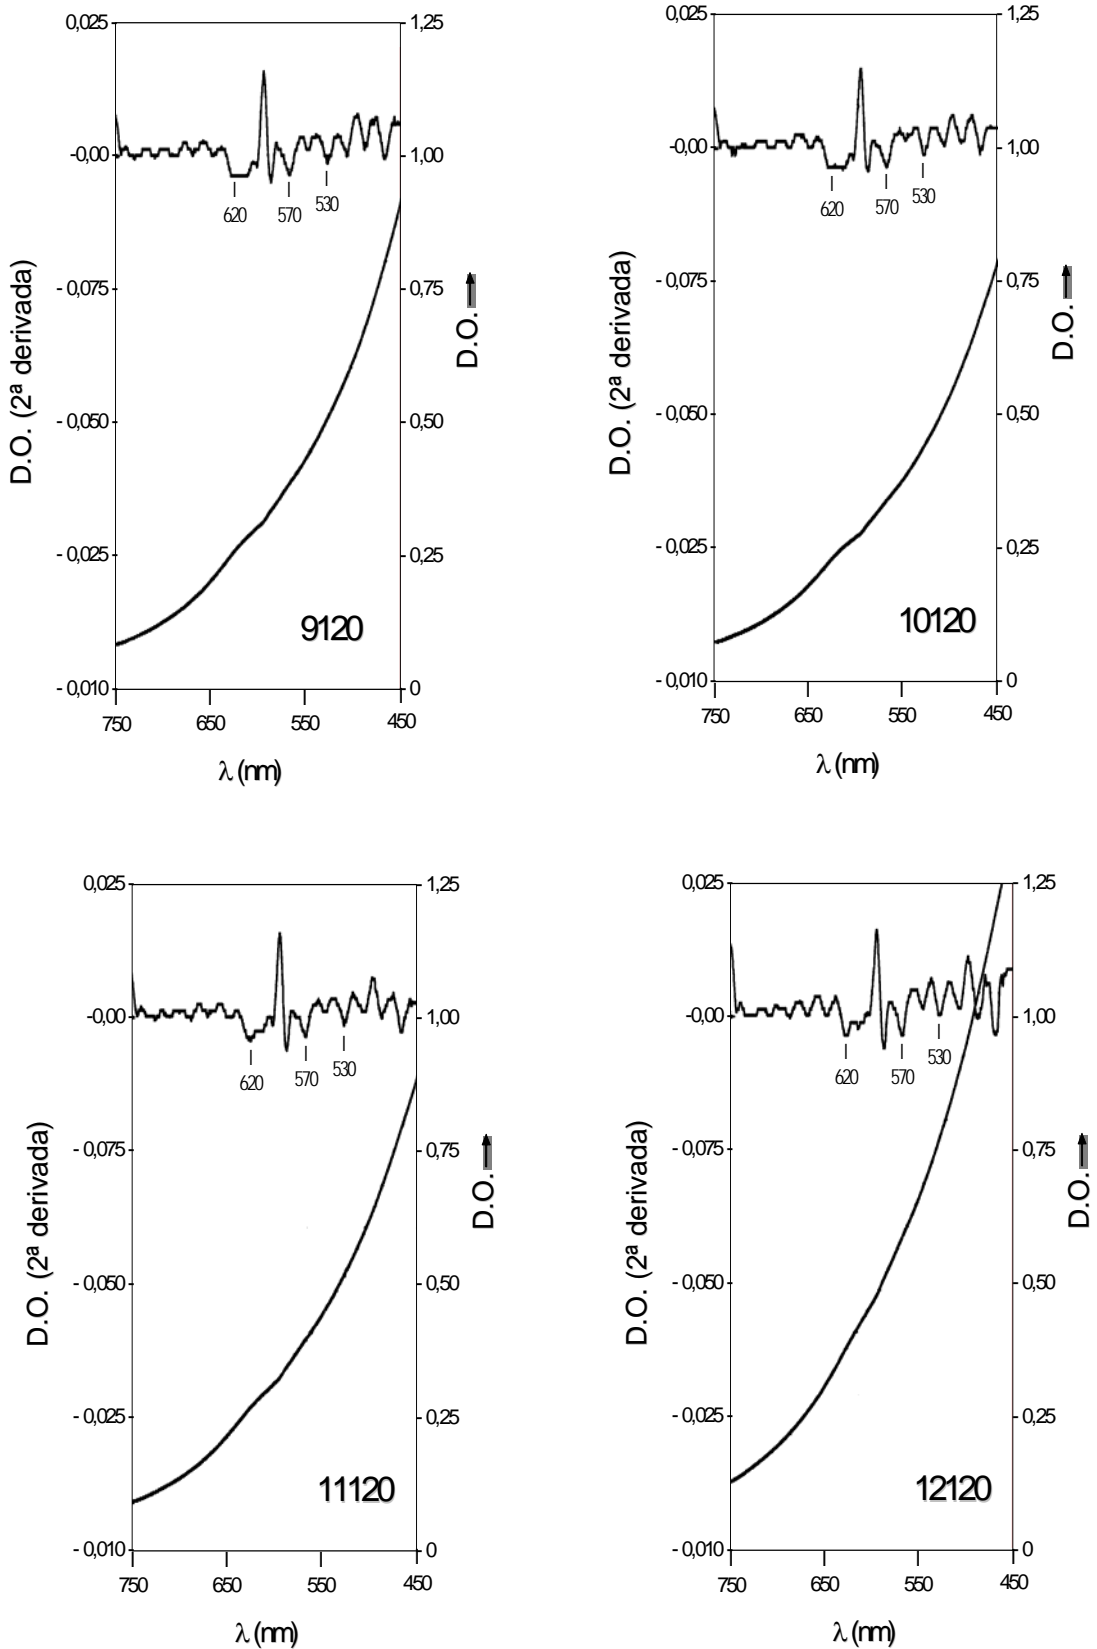 0,025 1,25
-0,00 1,00
620 570 530
- 0,075 0,75
- 0,050 0,50
- 0,025 0,25
- 0,010 0
D.O. (2ª derivada)
D.O.
9120
750 650 550 450
λ (nm)
0,025 1,25
-0,00 1,00
620 570 530
- 0,075 0,75
- 0,050 0,50
- 0,025 0,25
- 0,010 0
D.O. (2ª derivada)
D.O.
10120
750 650 550 450
λ (nm)
0,025 1,25
-0,00 1,00
620 570 530
- 0,075 0,75
- 0,050 0,50
- 0,025 0,25
-0,010 0
D.O. (2ª derivada)
D.O.
11120
750 650 550 450
λ (nm)
0,025 1,25
-0,00 1,00
620 570 530
- 0,075 0,75
- 0,050 0,50
- 0,025 0,25
- 0,010 0
D.O. (2ª derivada)
D.O.
12120
750 650 550 450
λ (nm)